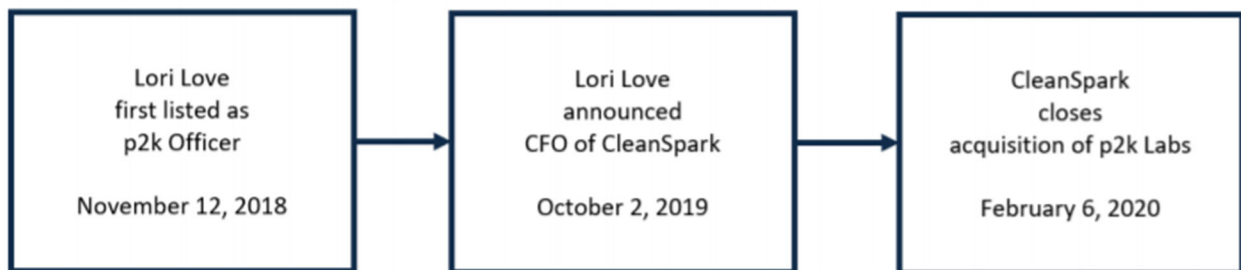 Lori Love
first listed as
p2k Officer
November 12, 2018
Lori Love
announced
CFO of CleanSpark
October 2, 2019
CleanSpark
closes
acquisition of p2k Labs
February 6, 2020